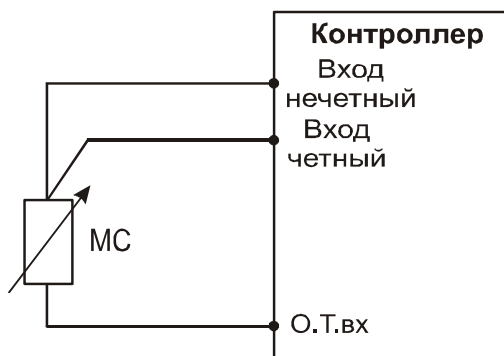 Контроллер
Вход
нечетный
Вход
четный
МС
О.Т.вх